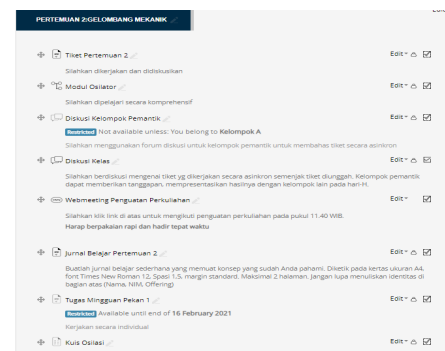 PERTEMUAN 2:GELOMBANG MEKANIK
Tiket Pertemuan 2
Edit
Silahkan dikerjakan dan didiskusikan
Modul Osilator
Edit
Silahkan dipelajari secara komprehensif
Diskusi Kelompok Pemantik
Edit
Restricted Not available unless: You belong to Kelompok A
Silahkan menggunakan forum diskusi untuk kelompok pemantik untuk membahas tiket secara asinkron
Diskusi Kelas
Edit
Silahkan berdiskusi mengenai tiket yg dikerjakan secara asinkron semenjak tiket diunggah. Kelompok pemantik
dapat memberikan tanggapan, mempresentasikan hasilnya dengan kelompok lain pada hari-H.
Webmeeting Penguatan Perkuliahan
Edit
Silahkan klik link di atas untuk mengikuti penguatan perkuliahan pada pukul 11.40 WIB.
Harap berpakaian rapi dan hadir tepat waktu
Jurnal Belajar Pertemuan 2
Edit
Buatlah jurnal belajar sederhana yang memuat konsep yang sudah Anda pahami. Diketik pada kertas ukuran A4,
font Times New Roman 12, Spasi 1.5, margin standard. Maksimal 2 halaman. Jangan lupa menuliskan identitas di
bagian atas (Nama, NIM, Offering)
Tugas Mingguan Pekan 1
Edit
Restricted Available until end of 16 February 2021
Kerjakan secara individual
Kuis Osilasi
Edit